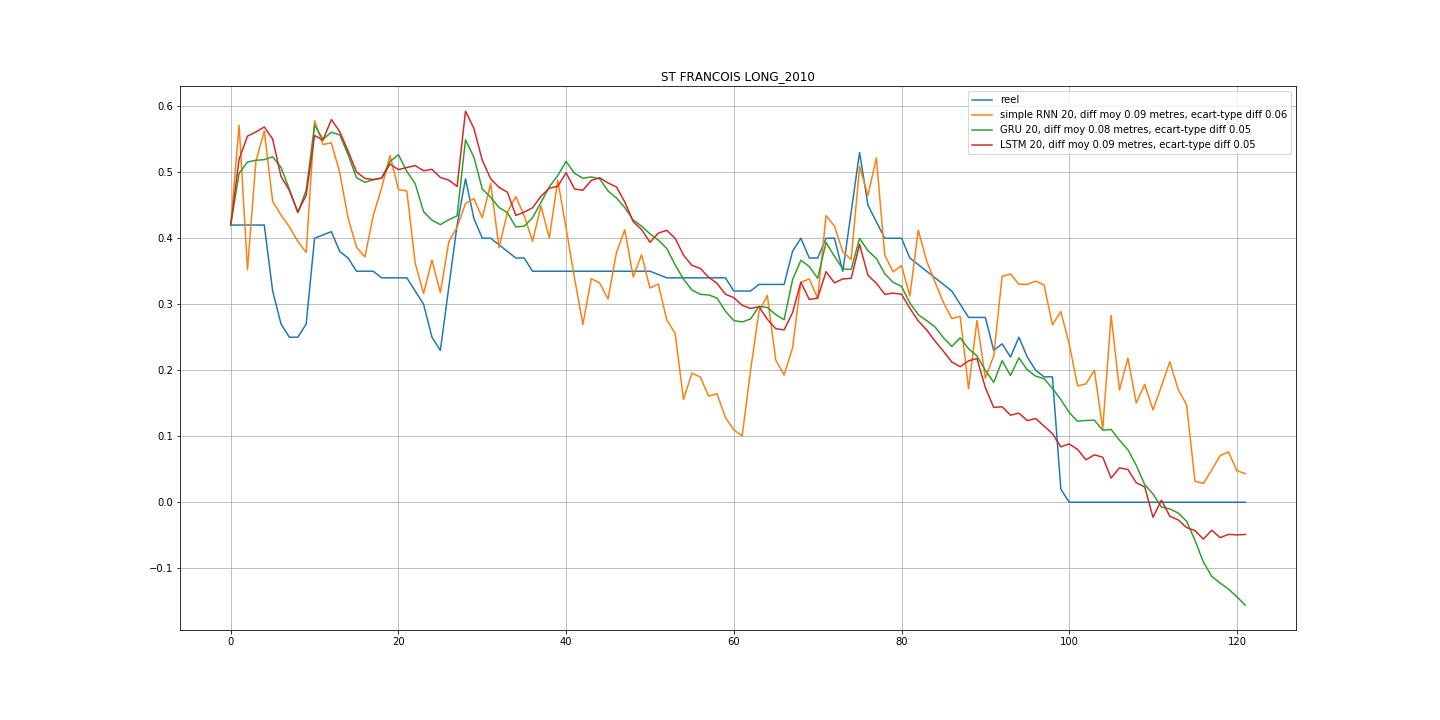 ST FRANCOIS LONG_2010
reel
simple RNN 20, diff moy 0.09 metres, ecart-type diff 0.06
GRU 20, diff moy 0.08 metres, ecart-type diff 0.05
LSTM 20, diff moy 0.09 metres, ecart-type diff 0.05
0.6
0.5
0.4
0.3
0.2
0.1
0.0
−0.1
0 20 40 60 80 100 120